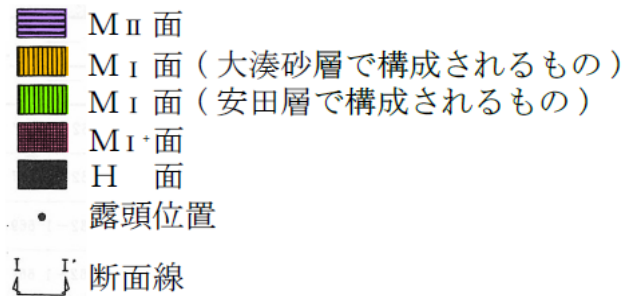 MⅡ面
MⅠ面(大湊砂層で構成されるもの)
MⅠ面(安田層で構成されるもの)
MⅠ⁺面
H 面
露頭位置
I I′ 断面線